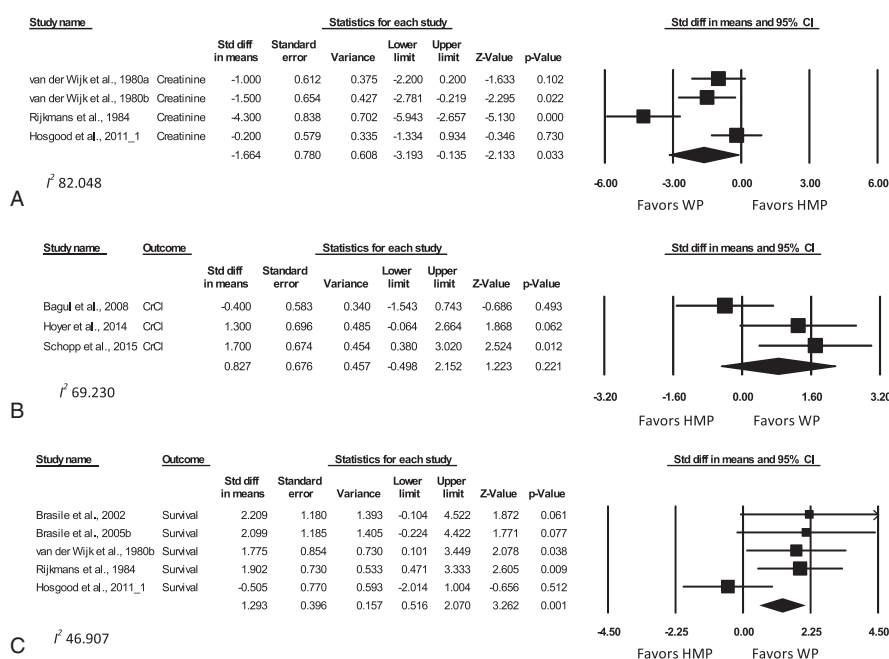 Study name Statistics for each study Std diff in means and 95% CI
Std diff in means Standard error Variance Lower limit Upper limit Z-Value p-Value
van der Wijk et al., 1980a Creatinine -1.000 0.612 0.375 -2.200 0.200 -1.633 0.102
van der Wijk et al., 1980b Creatinine -1.500 0.654 0.427 -2.781 -0.219 -2.295 0.022
Rijkmans et al. 1984 Creatinine -4.300 0.838 0.702 -5.943 -2.657 -5.130 0.000
Hosgood et al., 2011_1 Creatinine -0.200 0.579 0.335 -1.334 0.934 -0.346 0.730
-1.664 0.780 0.608 -3.193 -0.135 -2.133 0.033
-6.00 -3.00 0.00 3.00 6.00
I² 82.048
Favors WP Favors HMP
A
Study name Outcome Statistics for each study Std diff in means and 95% CI
Std diff in means Standard error Variance Lower limit Upper limit Z-Value p-Value
Bagul et al., 2008 CrCl -0.400 0.583 0.340 -1.543 0.743 -0.686 0.493
Hoyer et al., 2014 CrCl 1.300 0.696 0.485 -0.064 2.664 1.868 0.062
Schopp et al., 2015 CrCl 1.700 0.674 0.454 0.380 3.020 2.524 0.012
0.827 0.676 0.457 -0.498 2.152 1.223 0.221
-3.20 -1.60 0.00 1.60 3.20
I² 69.230
Favors HMP Favors WP
B
Study name Outcome Statistics for each study Std diff in means and 95% CI
Std diff in means Standard error Variance Lower limit Upper limit Z-Value p-Value
Brasile et al., 2002 Survival 2.209 1.180 1.393 -0.104 4.522 1.872 0.061
Brasile et al., 2005b Survival 2.099 1.185 1.405 -0.224 4.422 1.771 0.077
van der Wijk et al., 1980b Survival 1.775 0.854 0.730 0.101 3.449 2.078 0.038
Rijkmans et al., 1984 Survival 1.902 0.730 0.533 0.471 3.333 2.605 0.009
Hosgood et al., 2011_1 Survival -0.505 0.770 0.593 -2.014 1.004 -0.656 0.512
1.293 0.396 0.157 0.516 2.070 3.262 0.001
-4.50 -2.25 0.00 2.25 4.50
I² 46.907
Favors HMP Favors WP
C